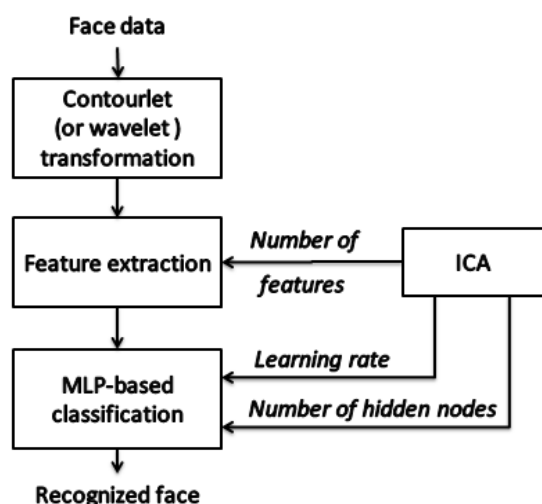 Face data
Contourlet
(or wavelet )
transformation
Number of
Feature extraction
ICA
features
Learning rate
MLP-based
classification
Number of hidden nodes
Recognized face